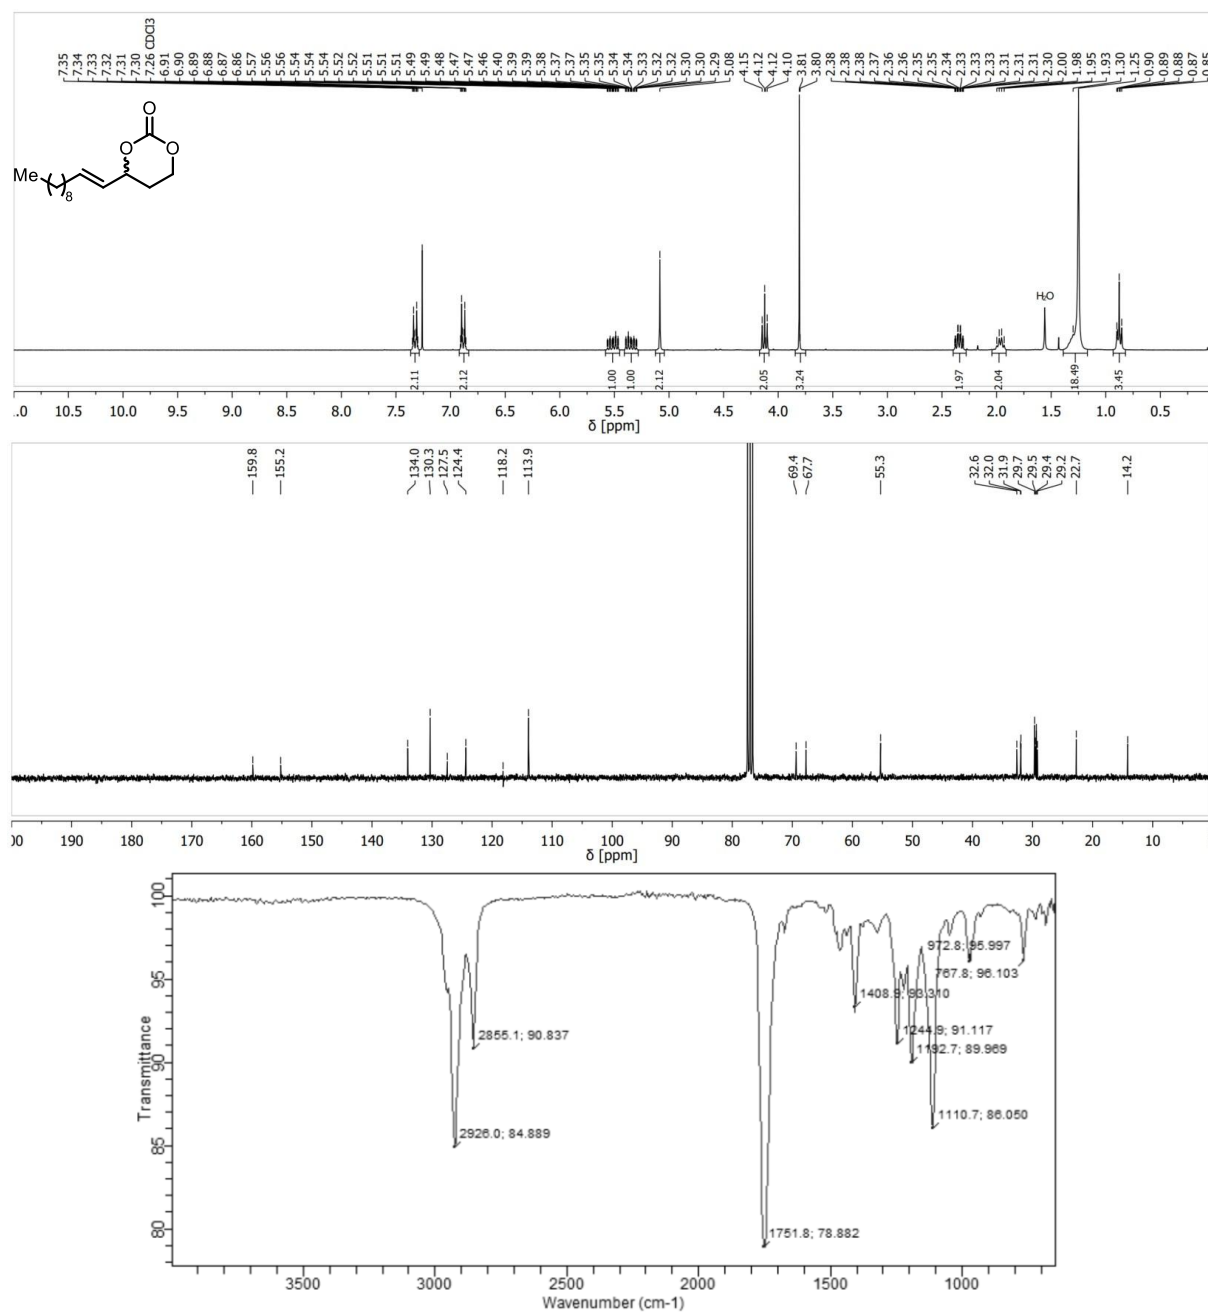 7.35 7.34 7.33 7.32 7.31 7.30 7.26 CDCl3 6.91 6.90 6.89 6.88 6.87 6.86 5.57 5.56 5.56 5.54 5.54 5.54 5.52 5.52 5.51 5.51 5.51 5.49 5.49 5.48 5.47 5.47 5.46 5.40 5.39 5.39 5.38 5.37 5.37 5.35 5.35 5.34 5.34 5.33 5.32 5.32 5.30 5.30 5.29 5.08 4.15 4.12 4.12 4.10 3.81 3.80 2.38 2.38 2.38 2.37 2.36 2.36 2.35 2.35 2.34 2.33 2.33 2.33 2.31 2.31 2.31 2.30 2.00 1.98 1.95 1.93 1.30 1.25 0.90 0.89 0.88 0.87 0.85
O
O O
Me 8
H₂O
2.11 2.12 1.00 1.00 2.12 2.05 3.24 1.97 2.04 18.49 3.45
.0 10.5 10.0 9.5 9.0 8.5 8.0 7.5 7.0 6.5 6.0 5.5 5.0 4.5 4.0 3.5 3.0 2.5 2.0 1.5 1.0 0.5
δ [ppm]
159.8 155.2 134.0 130.3 127.5 124.4 118.2 113.9 69.4 67.7 55.3 32.6 32.0 31.9 29.7 29.5 29.4 29.2 22.7 14.2
00 190 180 170 160 150 140 130 120 110 100 90 80 70 60 50 40 30 20 10
δ [ppm]
100
95
90
85
80
Transmittance
972.8; 95.997
767.8; 96.103
1408.9; 93.310
1244.9; 91.117
2855.1; 90.837
1192.7; 89.969
1110.7; 86.050
2926.0; 84.889
1751.8; 78.882
3500 3000 2500 2000 1500 1000
Wavenumber (cm-1)